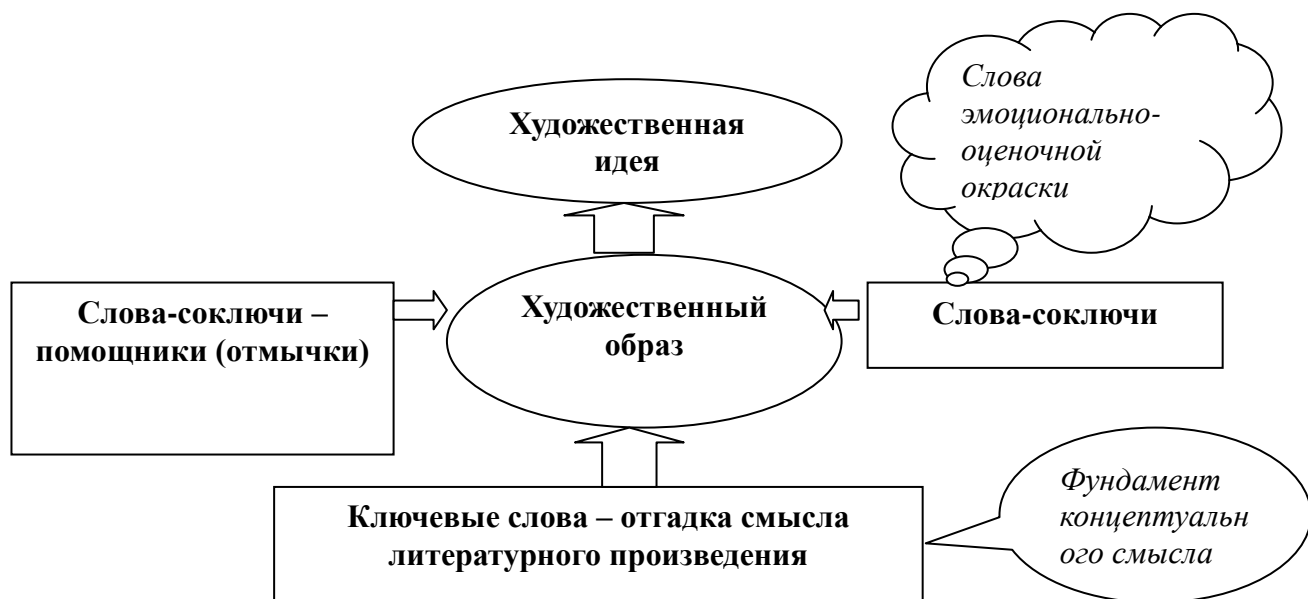 Слова
эмоционально-
оценочной
окраски
Художественная
идея
Слова-соключи –
помощники (отмычки)
Художественный
образ
Слова-соключи
Ключевые слова – отгадка смысла
литературного произведения
Фундамент
концептуальн
ого смысла